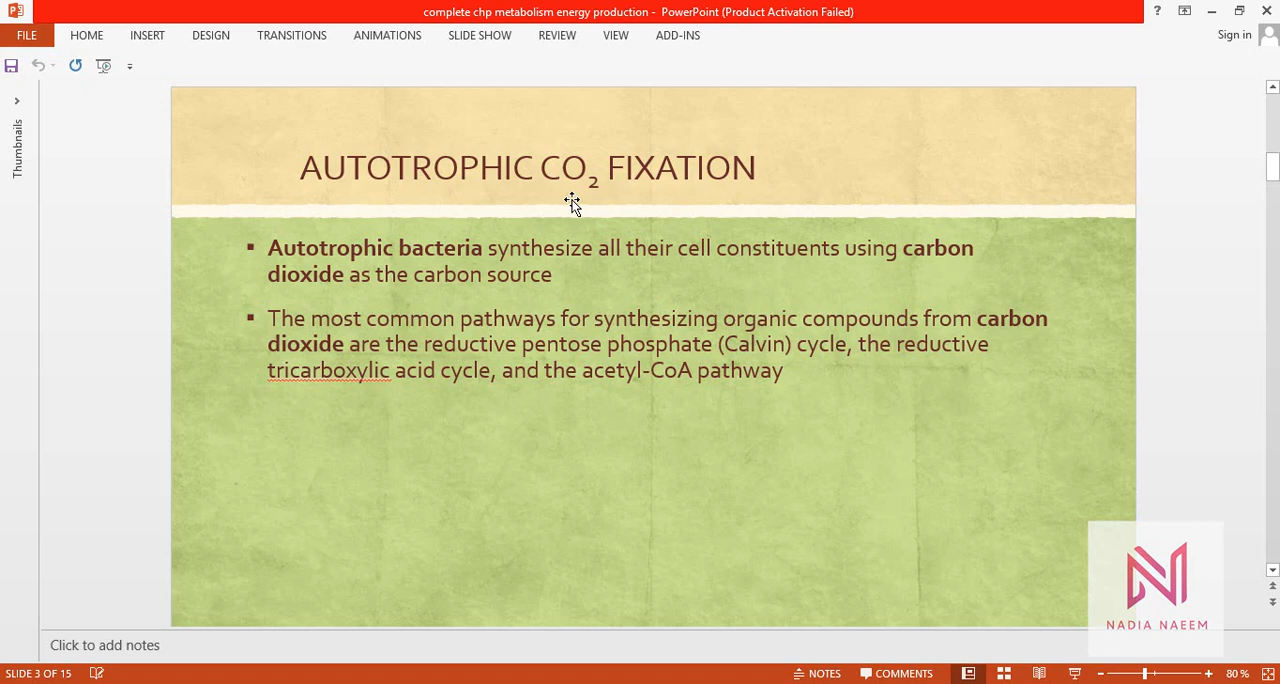 complete chp metabolism energy production - PowerPoint (Product Activation Failed)
?
FILE HOME INSERT DESIGN TRANSITIONS ANIMATIONS SLIDE SHOW REVIEW VIEW ADD-INS Sign in
Thumbnails
AUTOTROPHIC CO₂ FIXATION
▪ Autotrophic bacteria synthesize all their cell constituents using carbon
dioxide as the carbon source
▪ The most common pathways for synthesizing organic compounds from carbon
dioxide are the reductive pentose phosphate (Calvin) cycle, the reductive
tricarboxylic acid cycle, and the acetyl-CoA pathway
NADIA NAEEM
Click to add notes
SLIDE 3 OF 15 NOTES COMMENTS 80 %